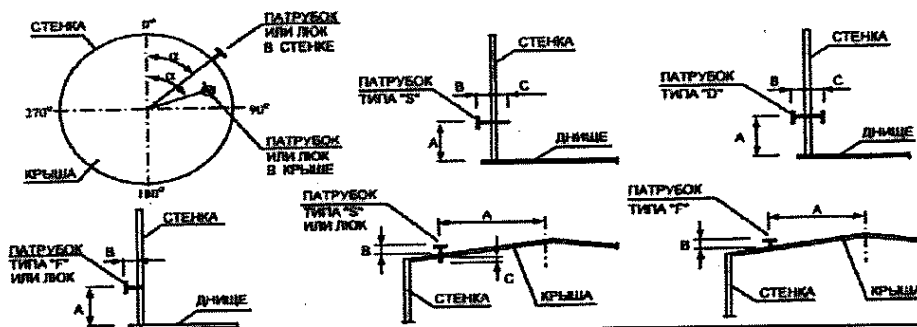 0°
СТЕНКА
α
α
270°
90°
180°
КРЫША
ПАТРУБОК
ИЛИ ЛЮК
В СТЕНКЕ
ПАТРУБОК
ИЛИ ЛЮК
В КРЫШЕ
СТЕНКА
ПАТРУБОК
ТИПА "S"
B
C
A
ДНИЩЕ
СТЕНКА
ПАТРУБОК
ТИПА "D"
B
C
A
ДНИЩЕ
СТЕНКА
ПАТРУБОК
ТИПА "F"
ИЛИ ЛЮК
B
A
ДНИЩЕ
ПАТРУБОК
ТИПА "S"
ИЛИ ЛЮК
A
B
C
СТЕНКА
КРЫША
ПАТРУБОК
ТИПА "F"
A
B
СТЕНКА
КРЫША